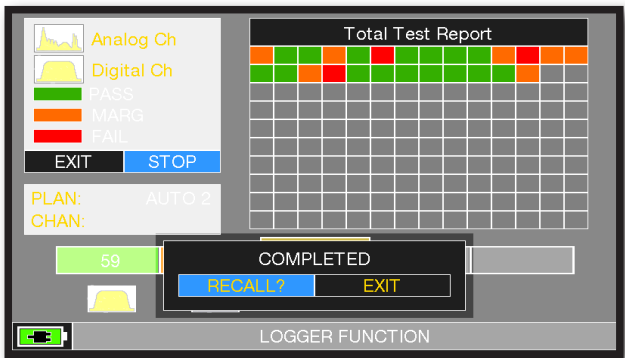 Analog Ch
Digital Ch
PASS
MARG
FAIL
EXIT STOP
PLAN: AUTO 2
CHAN:
Total Test Report
59
COMPLETED
RECALL? EXIT
LOGGER FUNCTION